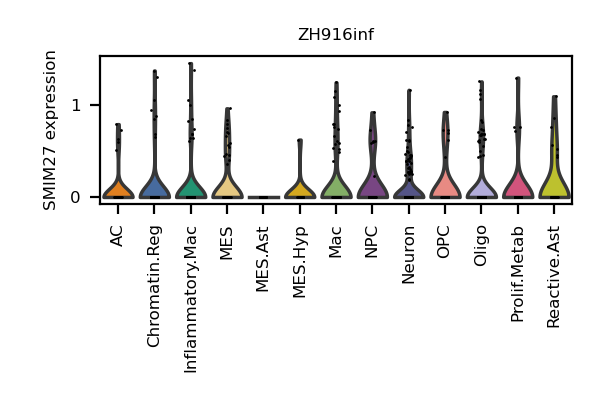 ZH916inf
SMIM27 expression
1
0
AC
Chromatin.Reg
Inflammatory.Mac
MES
MES.Ast
MES.Hyp
Mac
NPC
Neuron
OPC
Oligo
Prolif.Metab
Reactive.Ast